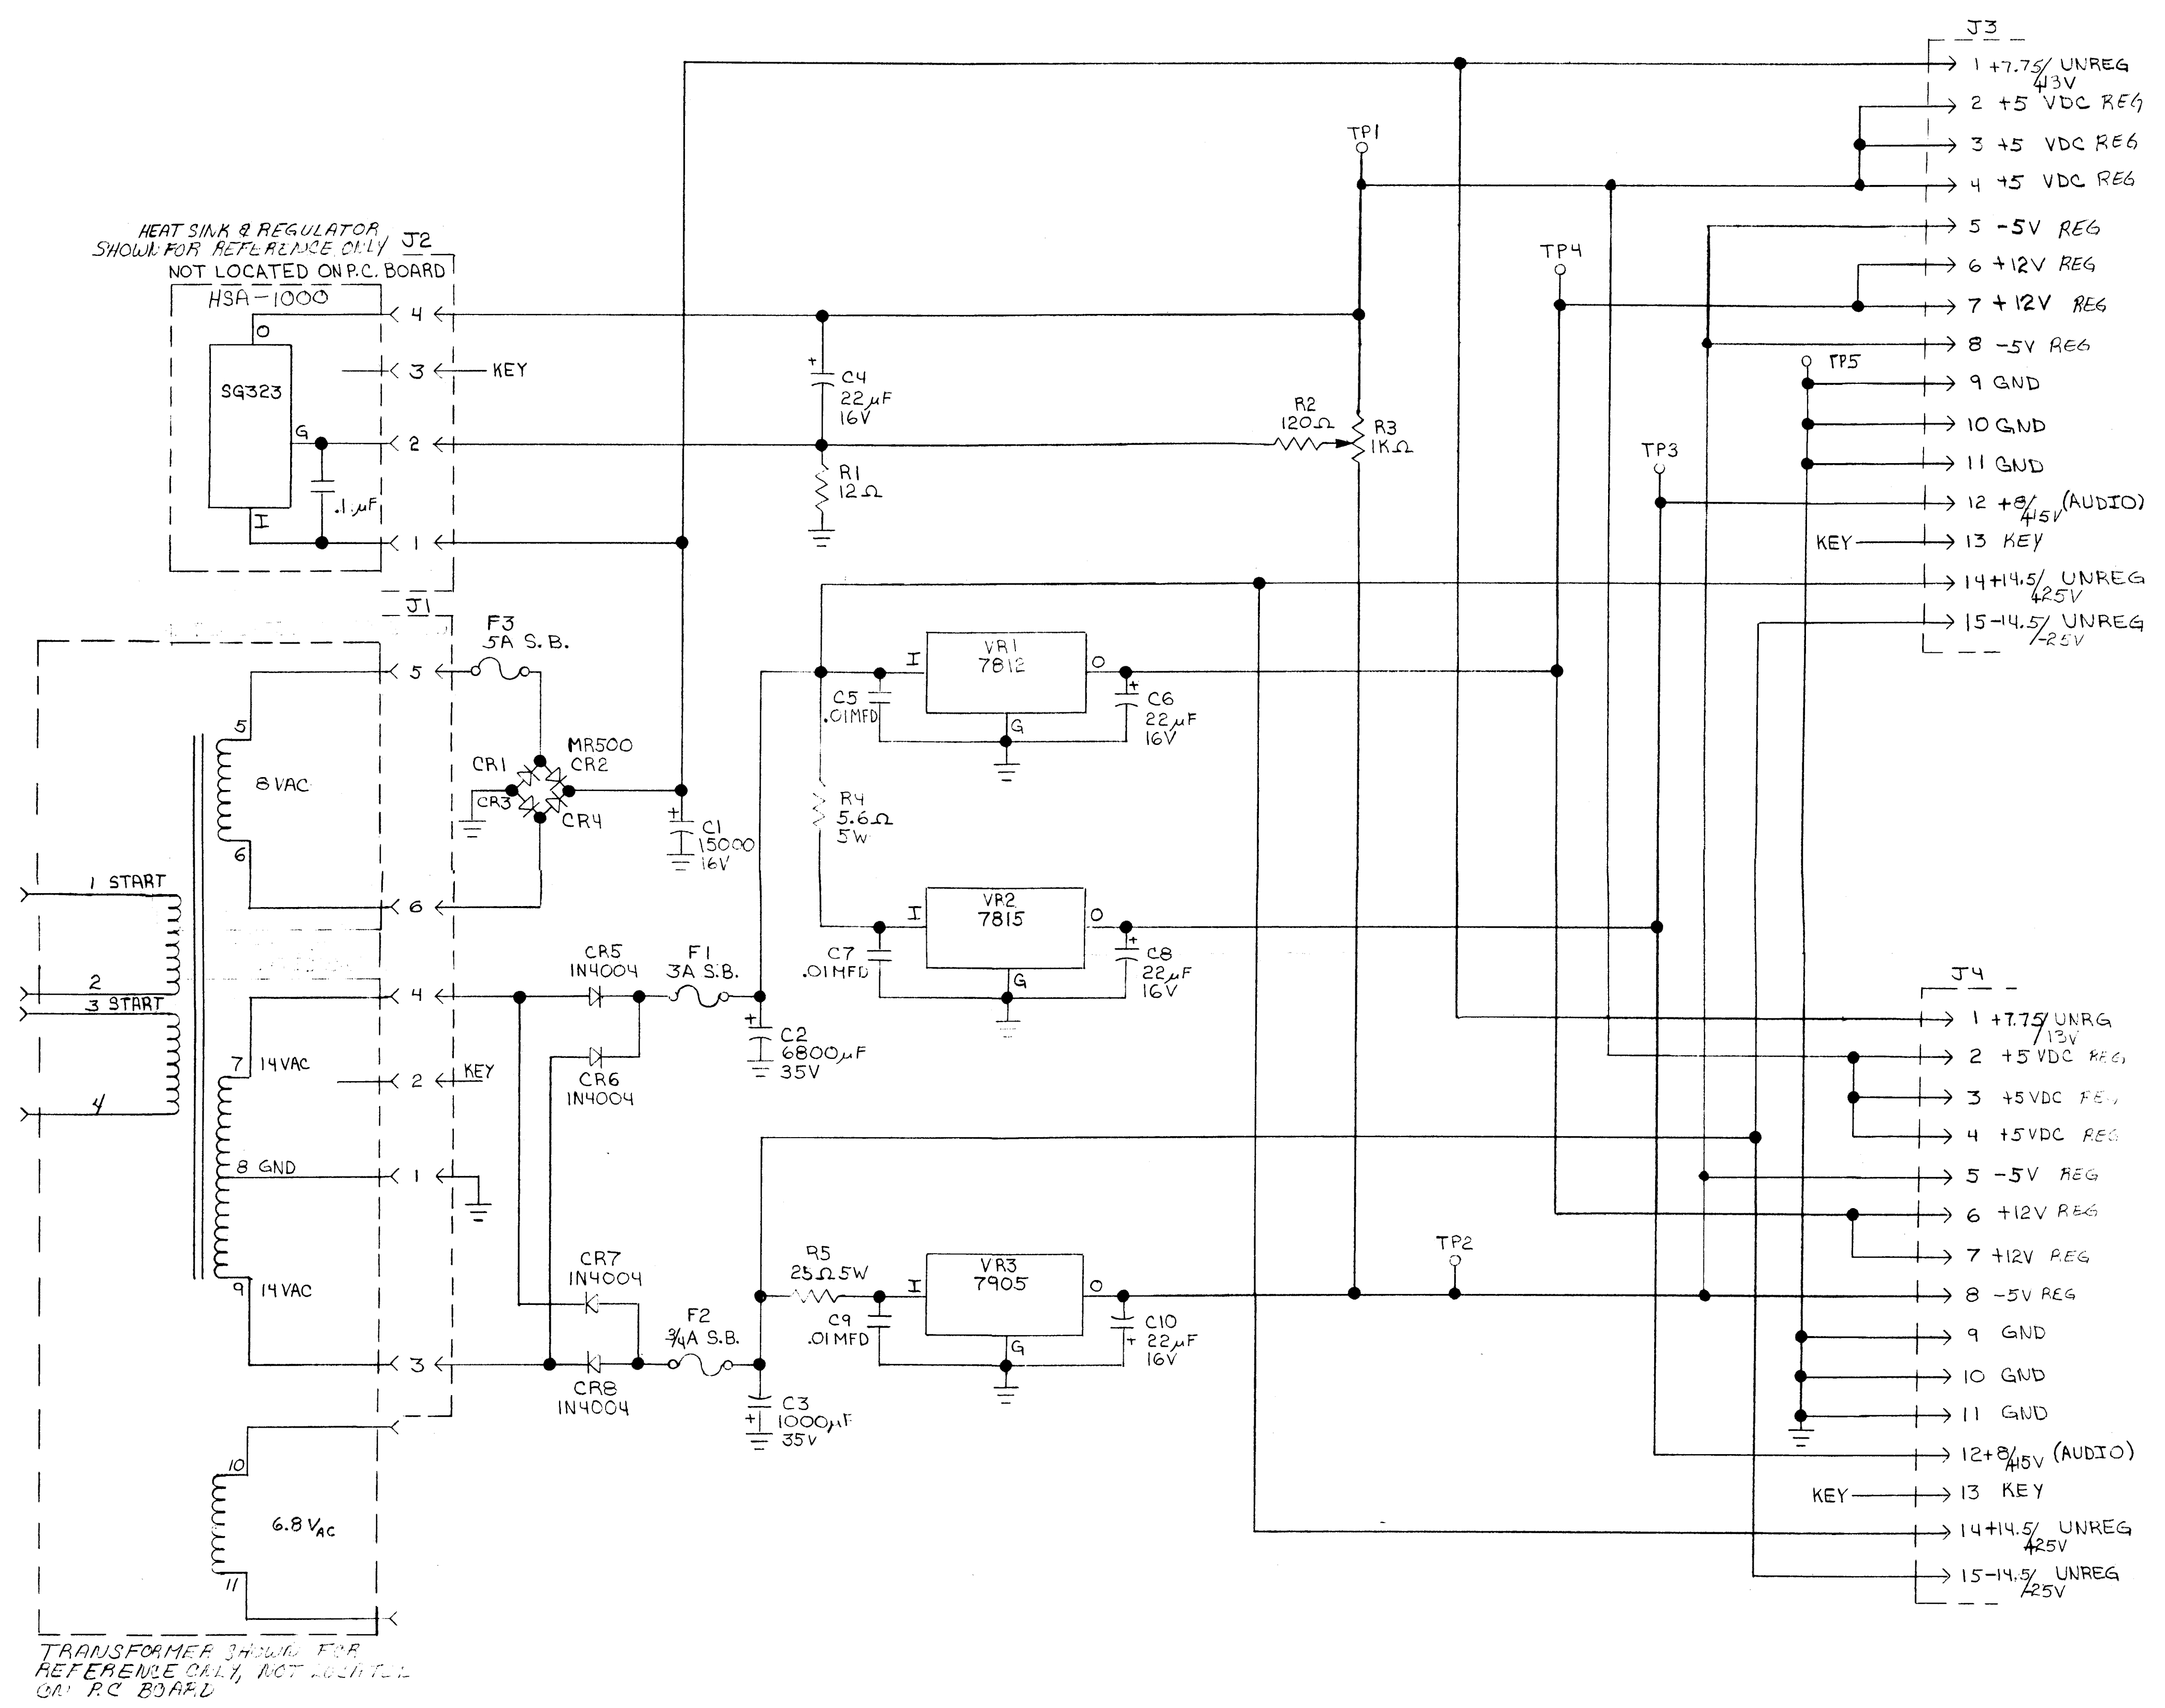 J3
1 +7.75/ UNREG
+13V
2 +5 VDC REG
3 +5 VDC REG
4 +5 VDC REG
5 -5V REG
6 +12V REG
7 +12V REG
8 -5V REG
9 GND
10 GND
11 GND
12 +8/ (AUDIO)
+15V
KEY 13 KEY
14 +14.5/ UNREG
+25V
15 -14.5/ UNREG
-25V
TP1
TP4
TP5
TP3
HEAT SINK & REGULATOR
SHOWN FOR REFERENCE ONLY
J2
NOT LOCATED ON P.C. BOARD
HSA-1000
O
SG323
G
I
.1µF
4
3
KEY
2
1
+
C4
22µF
16V
R1
12Ω
R2
120Ω
R3
1KΩ
J1
F3
5A S.B.
5
5
8 VAC
6
6
MR500
CR1
CR2
CR3
CR4
+
C1
15000
16V
1 START
2
3 START
4
I
VR1
7812
O
G
C5
.01MFD
+
C6
22µF
16V
R4
5.6Ω
5W
I
VR2
7815
O
G
C7
.01MFD
+
C8
22µF
16V
4
CR5
1N4004
F1
3A S.B.
CR6
1N4004
+
C2
6800µF
35V
7
14VAC
2
KEY
8 GND
1
9
14VAC
3
CR7
1N4004
CR8
1N4004
F2
3/4A S.B.
C3
+
1000µF
35V
R5
25Ω5W
I
VR3
7905
O
G
C9
.01MFD
C10
+ 22µF
16V
TP2
10
6.8 VAC
11
J4
1 +7.75/ UNRG
13V
2 +5 VDC REG
3 +5VDC
4 +5VDC REG
5 -5V REG
6 +12V REG
7 +12V REG
8 -5V REG
9 GND
10 GND
11 GND
12 +8/ (AUDIO)
+15V
KEY 13 KEY
14 +14.5/ UNREG
+25V
15 -14.5/ UNREG
-25V
TRANSFORMER SHOWN FOR
REFERENCE ONLY, NOT LOCATED
ON P.C BOARD